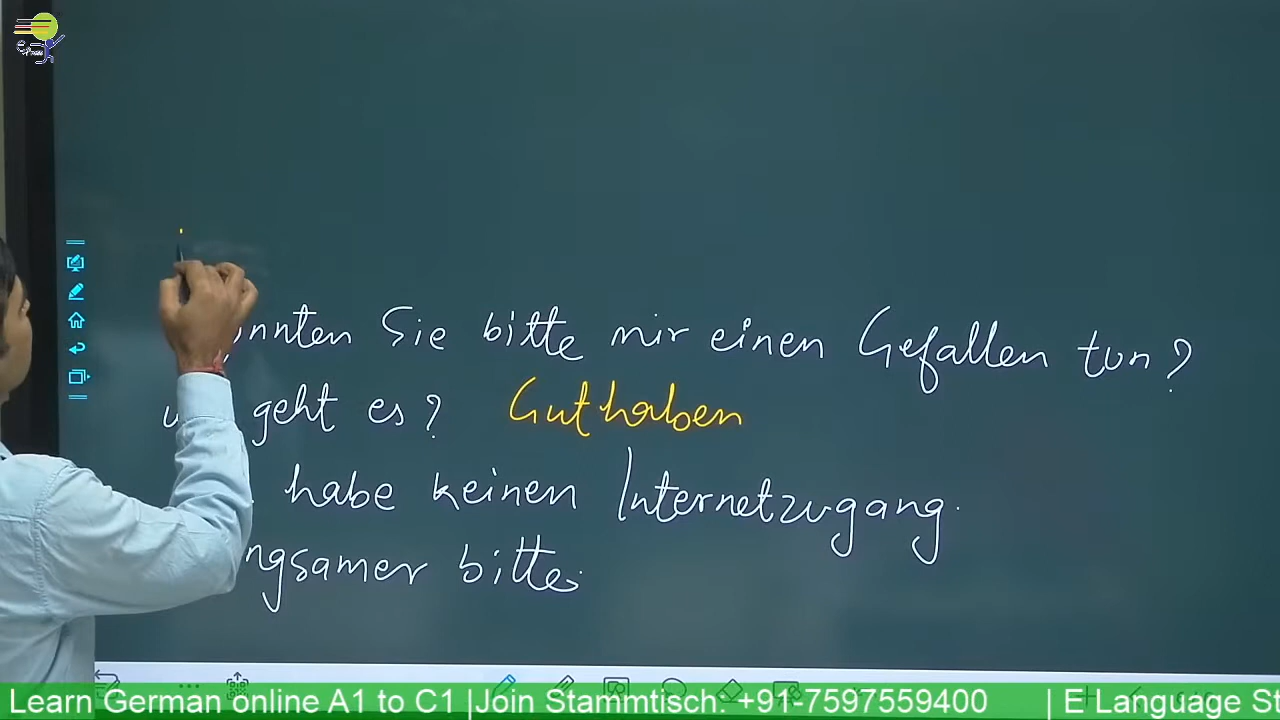 önnten Sie bitte mir einen Gefallen tun?
geht es? Guthaben
habe keinen Internetzugang.
ngsamer bitte.
Learn German online A1 to C1 |Join Stammtisch: +91-7597559400 | E Language St